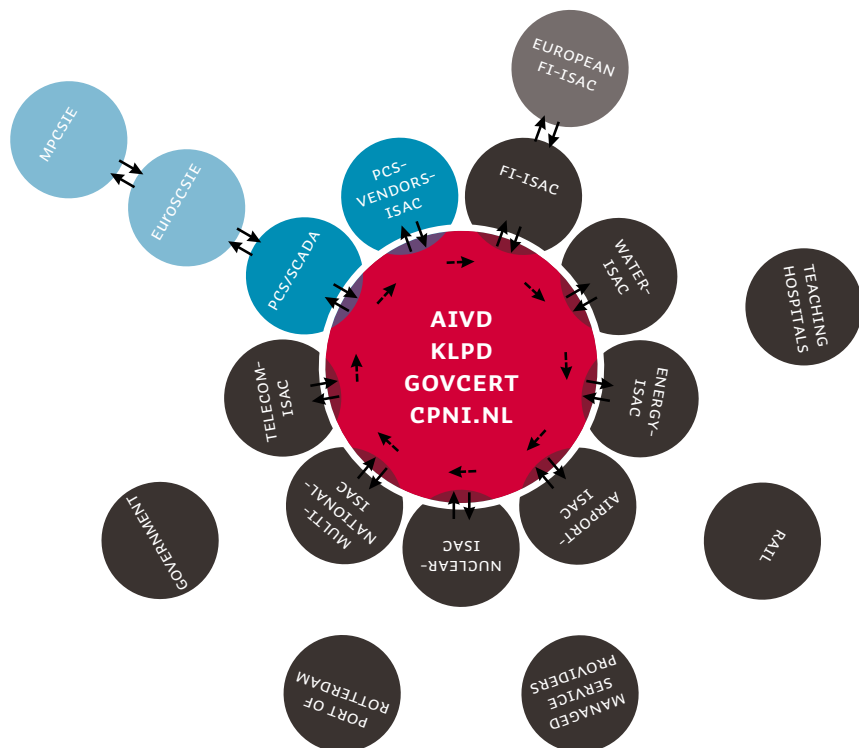 EUROPEAN
FI-ISAC
MPCSIE
EuroSCSIE
PCS-
VENDORS-
ISAC
FI-ISAC
PCS/SCADA
WATER-
ISAC
TEACHING
HOSPITALS
AIVD
KLPD
GOVCERT
CPNI.NL
TELECOM-
ISAC
ENERGY-
ISAC
MULTI-
NATIONAL-
ISAC
NUCLEAR-
ISAC
AIRPORT-
ISAC
GOVERNMENT
RAIL
PORT OF
ROTTERDAM
MANAGED
SERVICE
PROVIDERS